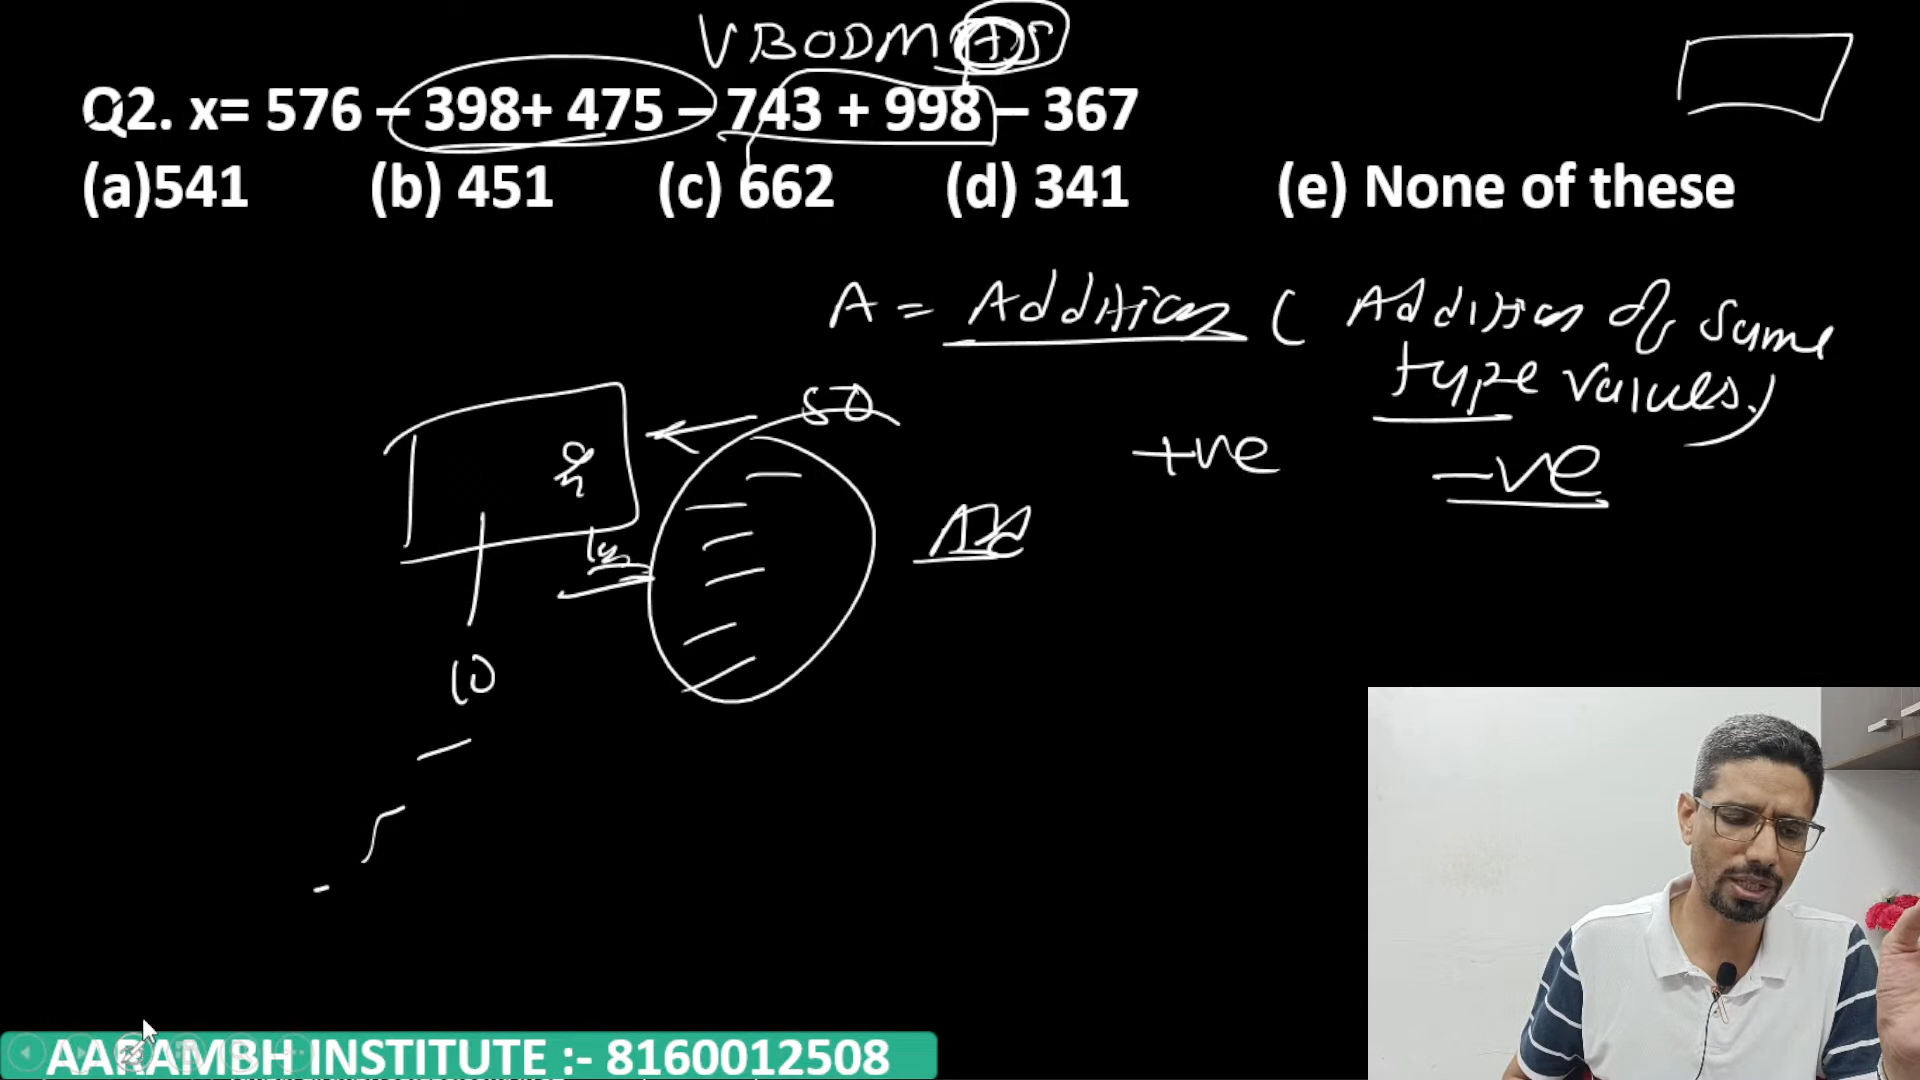 VBODMAS
Q2. x= 576 – 398+ 475 – 743 + 998 – 367
(a)541 (b) 451 (c) 662 (d) 341 (e) None of these
A = Addition ( Addition of same
type values.)
50
+ve -ve
Add
10
AARAMBH INSTITUTE :- 8160012508